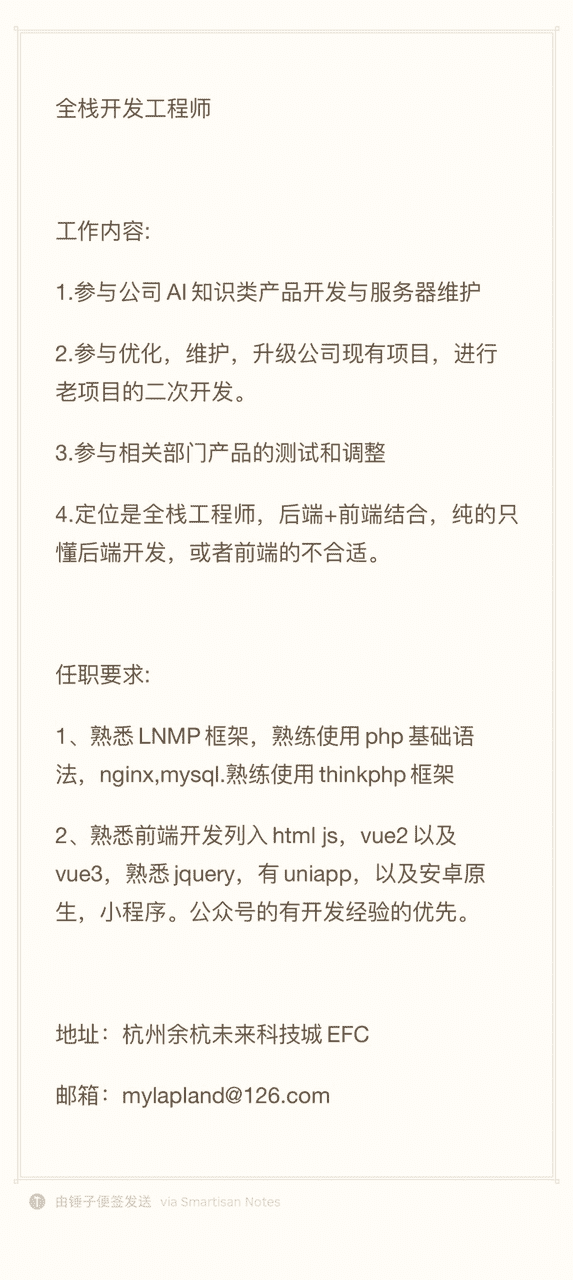 全栈开发工程师
工作内容:
1.参与公司 AI 知识类产品开发与服务器维护
2.参与优化，维护，升级公司现有项目，进行
老项目的二次开发。
3.参与相关部门产品的测试和调整
4.定位是全栈工程师，后端+前端结合，纯的只
懂后端开发，或者前端的不合适。
任职要求:
1、熟悉 LNMP 框架，熟练使用 php 基础语
法，nginx,mysql.熟练使用 thinkphp 框架
2、熟悉前端开发列入 html js，vue2 以及
vue3，熟悉 jquery，有 uniapp，以及安卓原
生，小程序。公众号的有开发经验的优先。
地址：杭州余杭未来科技城 EFC
邮箱：mylapland@126.com
由锤子便签发送 via Smartisan Notes